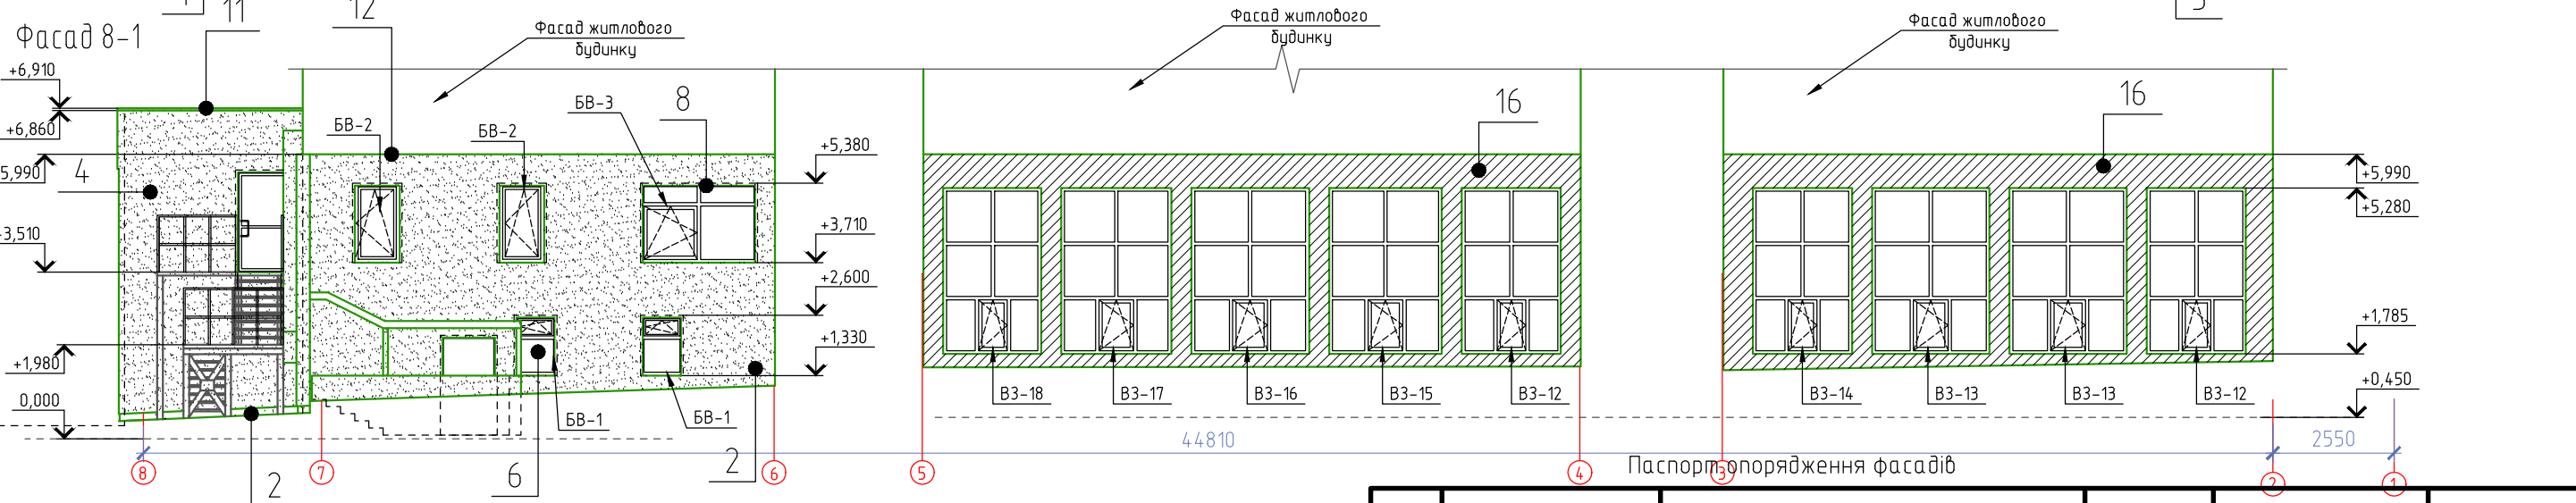 11
12
Фасад 8-1
Фасад житлового
будинку
Фасад житлового
будинку
Фасад житлового
будинку
+6,910
+6,860
5,990
4
3,510
+1,980
0,000
БВ-2
БВ-2
БВ-3
8
+5,380
+3,710
+2,600
+1,330
16
16
+5,990
+5,280
+1,785
+0,450
ВЗ-18
ВЗ-17
ВЗ-16
ВЗ-15
ВЗ-12
ВЗ-14
ВЗ-13
ВЗ-13
ВЗ-12
БВ-1
БВ-1
2
6
2
44810
2550
8
7
6
5
4
3
2
1
Паспорт опорядження фасадів